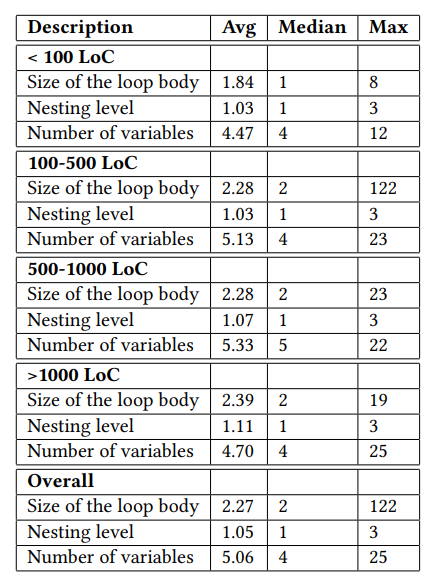 Description Avg Median Max
< 100 LoC
Size of the loop body 1.84 1 8
Nesting level 1.03 1 3
Number of variables 4.47 4 12
100-500 LoC
Size of the loop body 2.28 2 122
Nesting level 1.03 1 3
Number of variables 5.13 4 23
500-1000 LoC
Size of the loop body 2.28 2 23
Nesting level 1.07 1 3
Number of variables 5.33 5 22
>1000 LoC
Size of the loop body 2.39 2 19
Nesting level 1.11 1 3
Number of variables 4.70 4 25
Overall
Size of the loop body 2.27 2 122
Nesting level 1.05 1 3
Number of variables 5.06 4 25